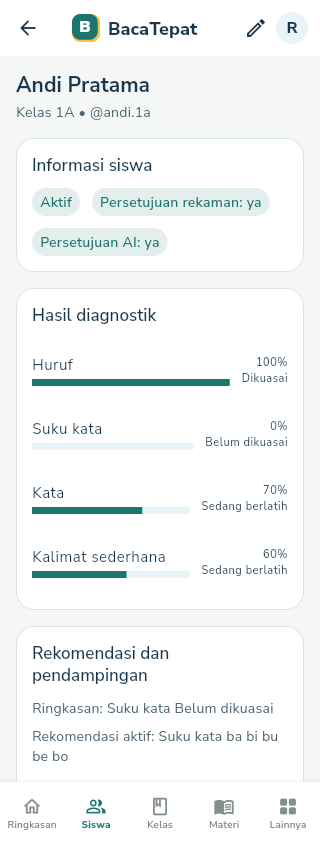 B BacaTepat R
Andi Pratama
Kelas 1A • @andi.1a
Informasi siswa
Aktif Persetujuan rekaman: ya
Persetujuan AI: ya
Hasil diagnostik
Huruf 100%
Dikuasai
Suku kata 0%
Belum dikuasai
Kata 70%
Sedang berlatih
Kalimat sederhana 60%
Sedang berlatih
Rekomendasi dan
pendampingan
Ringkasan: Suku kata Belum dikuasai
Rekomendasi aktif: Suku kata ba bi bu
be bo
Ringkasan Siswa Kelas Materi Lainnya